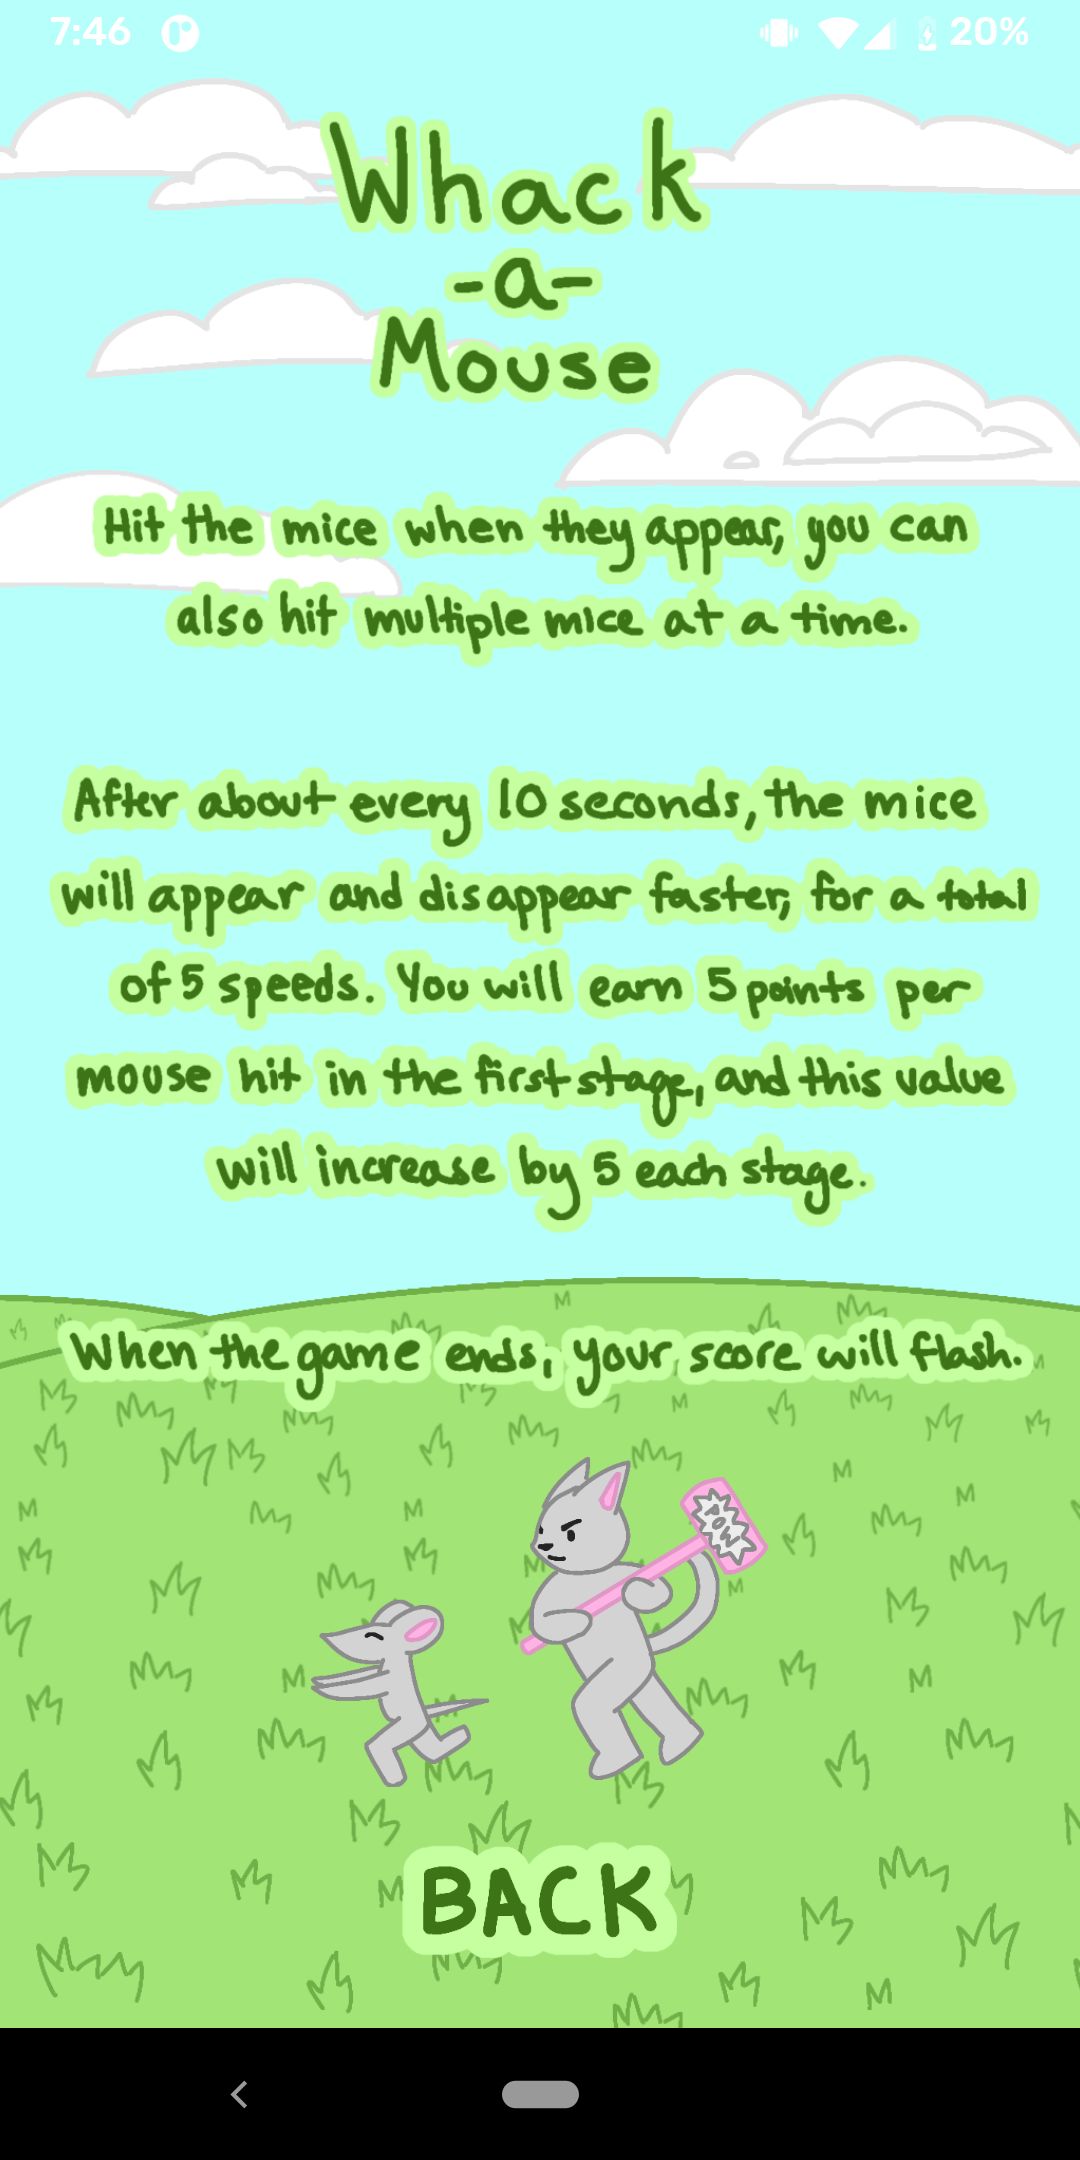 7:46
20%
Whack
-a-
Mouse
Hit the mice when they appear, you can
also hit multiple mice at a time.
After about every 10 seconds, the mice
will appear and disappear faster, for a total
of 5 speeds. You will earn 5 points per
mouse hit in the first stage, and this value
will increase by 5 each stage.
When the game ends, your score will flash.
BACK